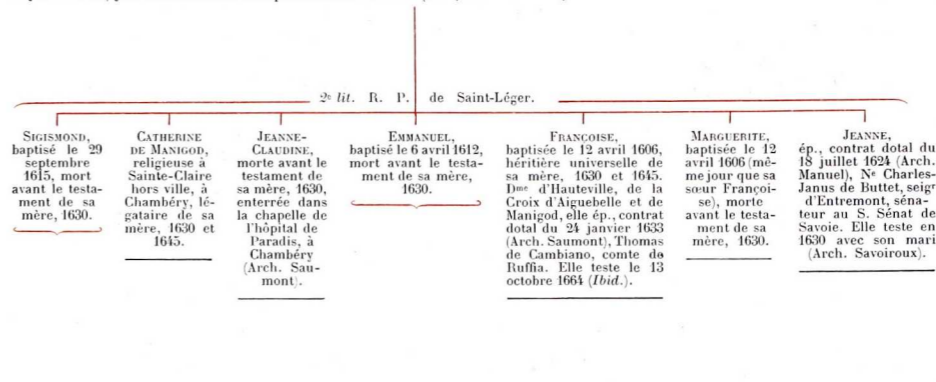 2e lit. R. P. de Saint-Léger.
SIGISMOND,
baptisé le 29
septembre
1615, mort
avant le testa-
ment de sa
mère, 1630.
CATHERINE
DE MANIGOD,
religieuse à
Sainte-Claire
hors ville, à
Chambéry, lé-
gataire de sa
mère, 1630 et
1645.
JEANNE-
CLAUDINE,
morte avant le
testament de
sa mère, 1630,
enterrée dans
la chapelle de
l'hôpital de
Paradis, à
Chambéry
(Arch. Sau-
mont).
EMMANUEL,
baptisé le 6 avril 1612,
mort avant le testa-
ment de sa mère,
1630.
FRANÇOISE,
baptisée le 12 avril 1606,
héritière universelle de
sa mère, 1630 et 1645.
Dme d'Hauteville, de la
Croix d'Aiguebelle et de
Manigod, elle ép., contrat
dotal du 24 janvier 1633
(Arch. Saumont), Thomas
de Cambiano, comte de
Ruffia. Elle teste le 13
octobre 1664 (Ibid.).
MARGUERITE,
baptisée le 12
avril 1606 (mê-
me jour que sa
sœur Françoi-
se), morte
avant le testa-
ment de sa
mère, 1630.
JEANNE,
ép., contrat dotal du
18 juillet 1624 (Arch.
Manuel), Ne Charles-
Janus de Buttet, seigr
d'Entremont, séna-
teur au S. Sénat de
Savoie. Elle teste en
1630 avec son mari
(Arch. Savoiroux).